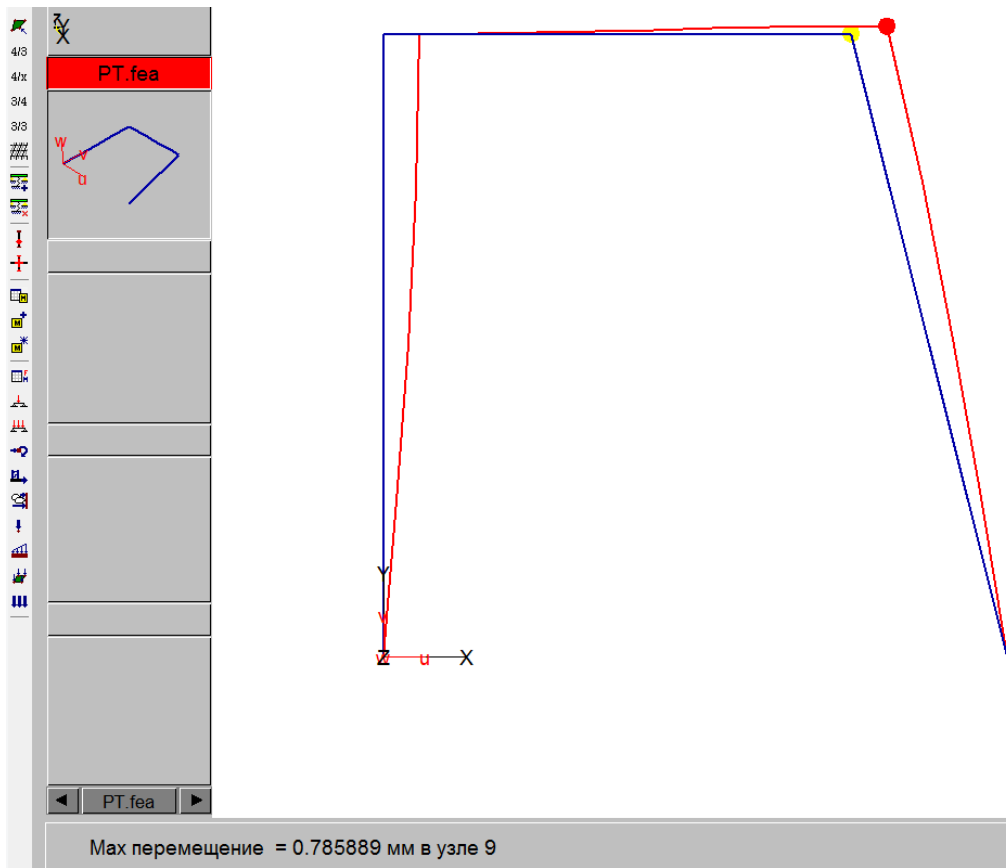 Z
Y
X
4/3
PT.fea
4/x
3/4
3/3
w
v
u
M
M
M
Y
v
w
Z
u
X
PT.fea
Max перемещение = 0.785889 мм в узле 9